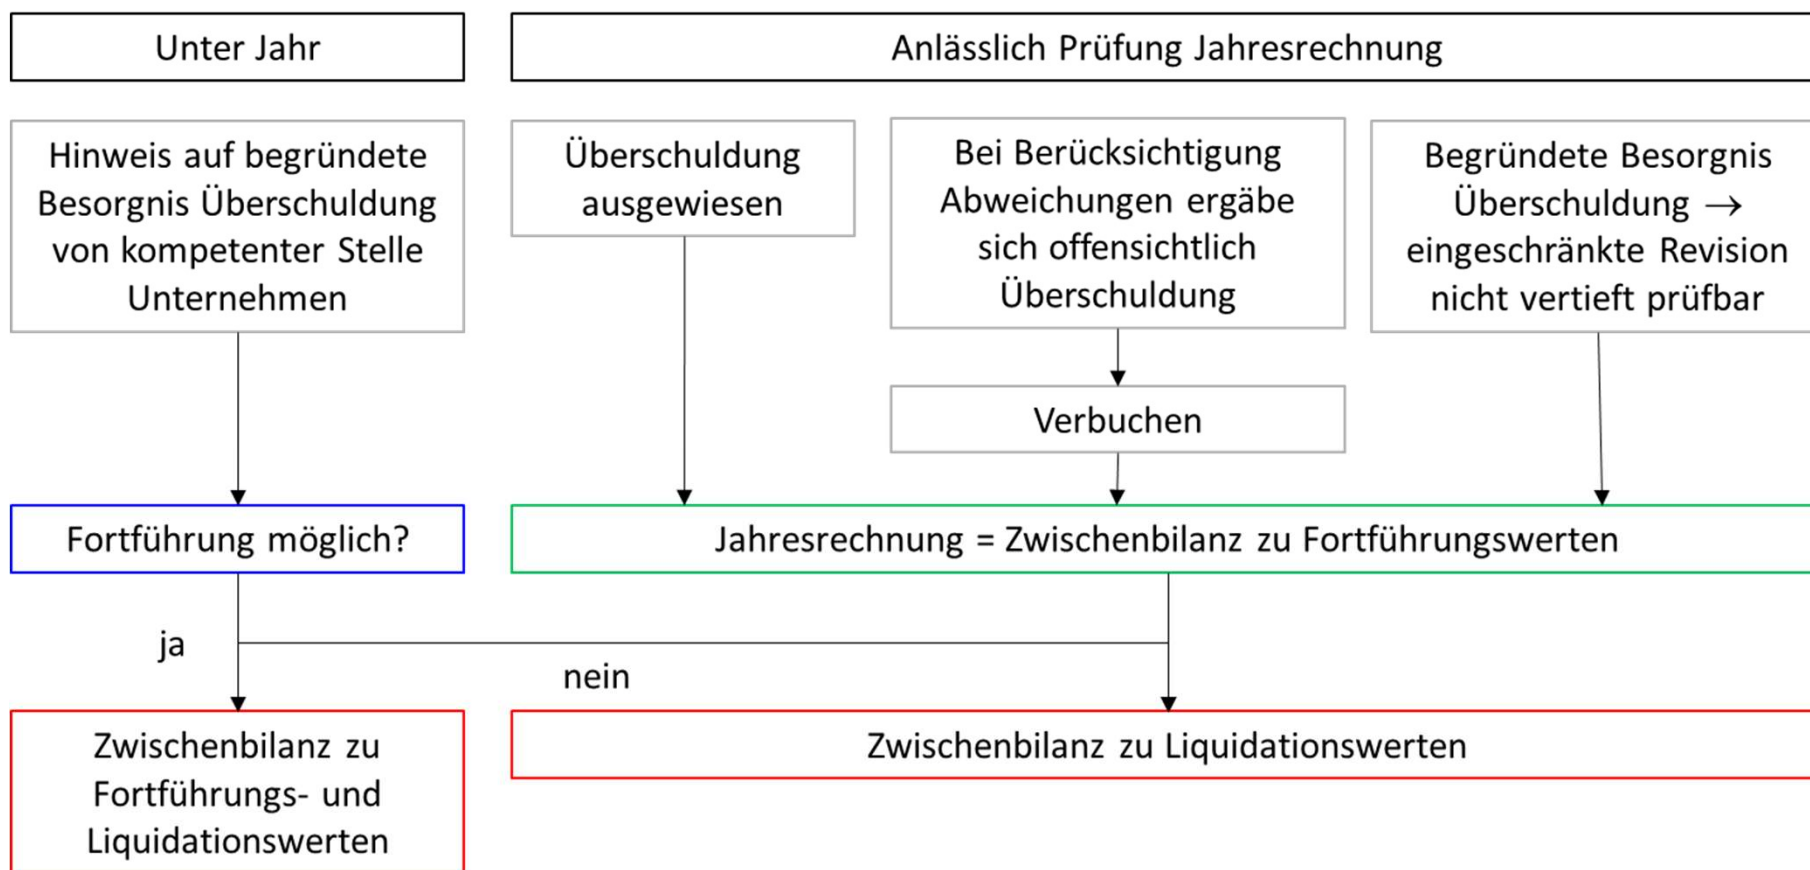 Unter Jahr
Anlässlich Prüfung Jahresrechnung
Hinweis auf begründete
Besorgnis Überschuldung
von kompetenter Stelle
Unternehmen
Überschuldung
ausgewiesen
Bei Berücksichtigung
Abweichungen ergäbe
sich offensichtlich
Überschuldung
Begründete Besorgnis
Überschuldung →
eingeschränkte Revision
nicht vertieft prüfbar
Verbuchen
Fortführung möglich?
Jahresrechnung = Zwischenbilanz zu Fortführungswerten
ja
nein
Zwischenbilanz zu
Fortführungs- und
Liquidationswerten
Zwischenbilanz zu Liquidationswerten